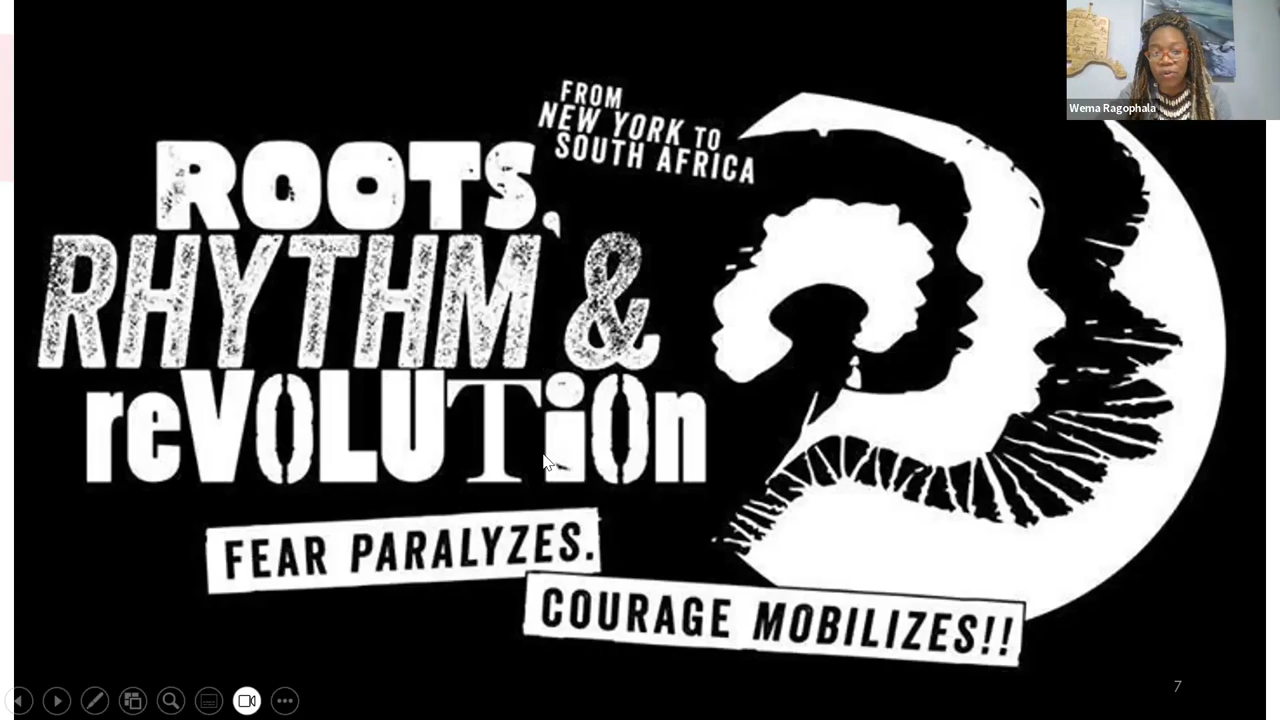 Wema Ragophala
FROM
NEW YORK TO
SOUTH AFRICA
ROOTS,
RHYTHM &
reVOLUTiOn
FEAR PARALYZES.
COURAGE MOBILIZES!!
7